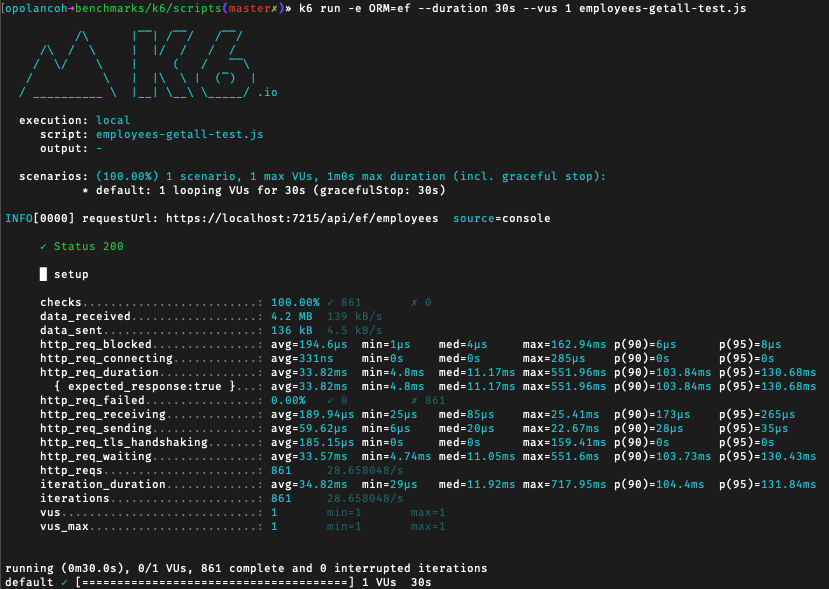 [opolancoh→benchmarks/k6/scripts(master✗)» k6 run -e ORM=ef --duration 30s --vus 1 employees-getall-test.js
K6
.io
execution: local
script: employees-getall-test.js
output: -
scenarios: (100.00%) 1 scenario, 1 max VUs, 1m0s max duration (incl. graceful stop):
* default: 1 looping VUs for 30s (gracefulStop: 30s)
INFO[0000] requestUrl: https://localhost:7215/api/ef/employees  source=console
✓ Status 200
█ setup
checks.........................: 100.00% ✓ 861 ✗ 0
data_received..................: 4.2 MB 139 kB/s
data_sent......................: 136 kB 4.5 kB/s
http_req_blocked...............: avg=194.6µs min=1µs med=4µs max=162.94ms p(90)=6µs p(95)=8µs
http_req_connecting............: avg=331ns min=0s med=0s max=285µs p(90)=0s p(95)=0s
http_req_duration..............: avg=33.82ms min=4.8ms med=11.17ms max=551.96ms p(90)=103.84ms p(95)=130.68ms
{ expected_response:true }...: avg=33.82ms min=4.8ms med=11.17ms max=551.96ms p(90)=103.84ms p(95)=130.68ms
http_req_failed................: 0.00% ✓ 0 ✗ 861
http_req_receiving.............: avg=189.94µs min=25µs med=85µs max=25.41ms p(90)=173µs p(95)=265µs
http_req_sending...............: avg=59.62µs min=6µs med=20µs max=22.67ms p(90)=28µs p(95)=35µs
http_req_tls_handshaking.......: avg=185.15µs min=0s med=0s max=159.41ms p(90)=0s p(95)=0s
http_req_waiting...............: avg=33.57ms min=4.74ms med=11.05ms max=551.6ms p(90)=103.73ms p(95)=130.43ms
http_reqs......................: 861 28.658048/s
iteration_duration.............: avg=34.82ms min=29µs med=11.92ms max=717.95ms p(90)=104.4ms p(95)=131.84ms
iterations.....................: 861 28.658048/s
vus............................: 1 min=1 max=1
vus_max........................: 1 min=1 max=1
running (0m30.0s), 0/1 VUs, 861 complete and 0 interrupted iterations
default ✓ [======================================] 1 VUs  30s